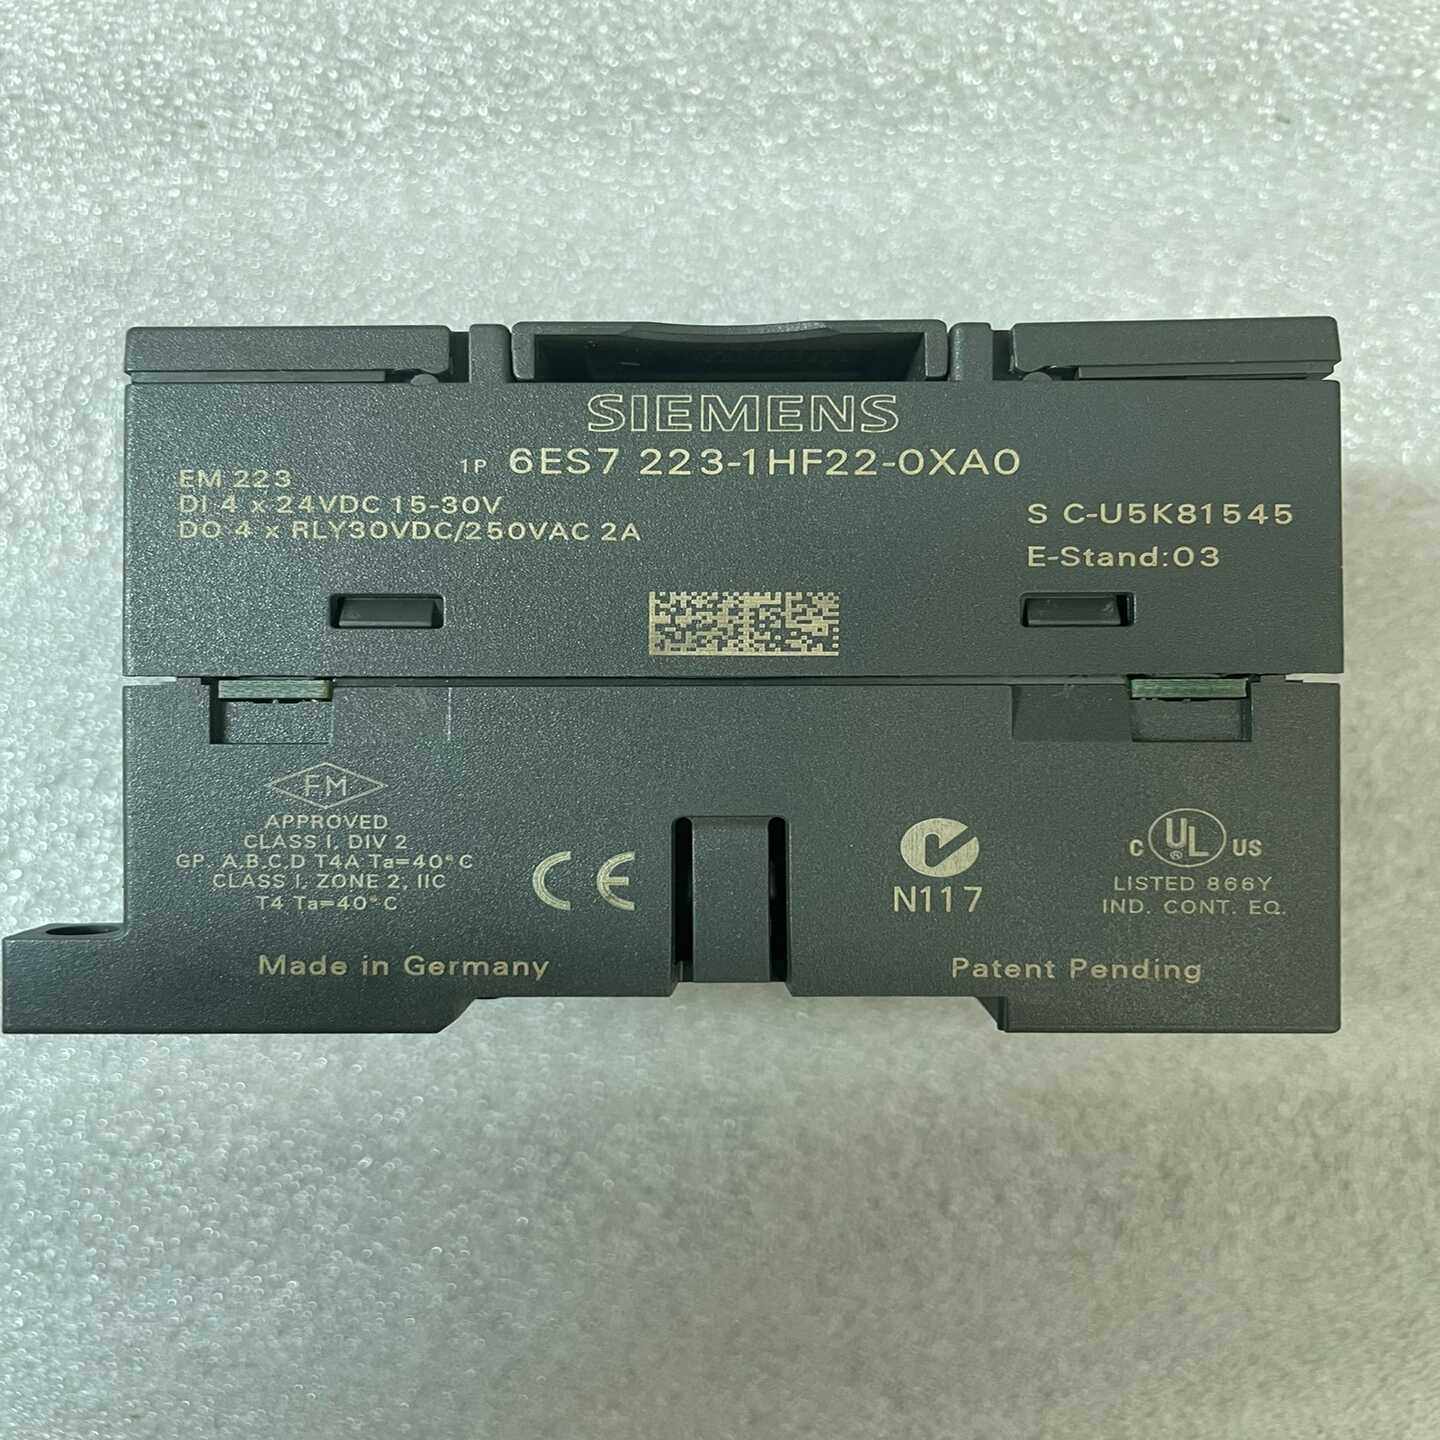 SIEMENS
1P 6ES7 223-1HF22-0XA0
EM 223
DI 4 x 24VDC 15-30V
DO 4 x RLY30VDC/250VAC 2A
S C-U5K81545
E-Stand:03
FM
APPROVED
CLASS I, DIV 2
GP. A.B.C.D T4A Ta=40°C
CLASS I, ZONE 2, IIC
T4 Ta=40°C
CE
N117
C UL US
®
LISTED 866Y
IND. CONT. EQ.
Made in Germany
Patent Pending